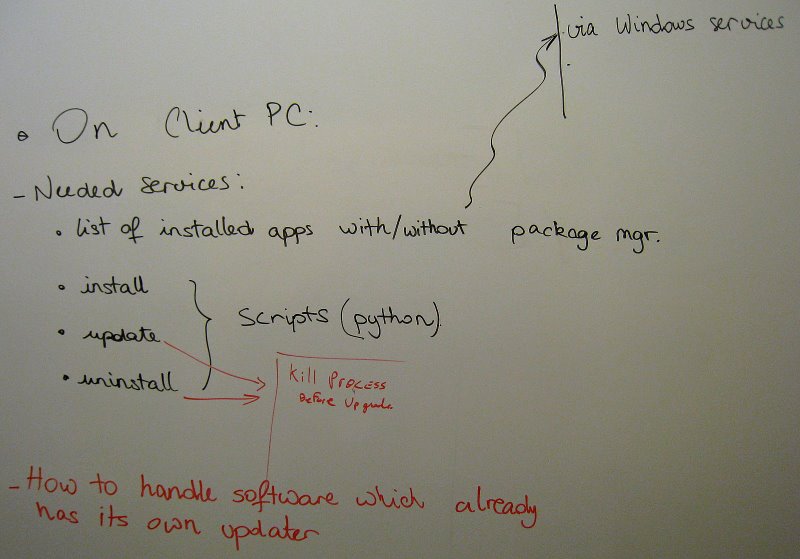 via Windows services
On Client PC:
- Needed services:
• list of installed apps with/without package mgr.
• install
• update
• uninstall
scripts (python)
Kill Process
Before Upgrade.
- How to handle software which already
has its own updater